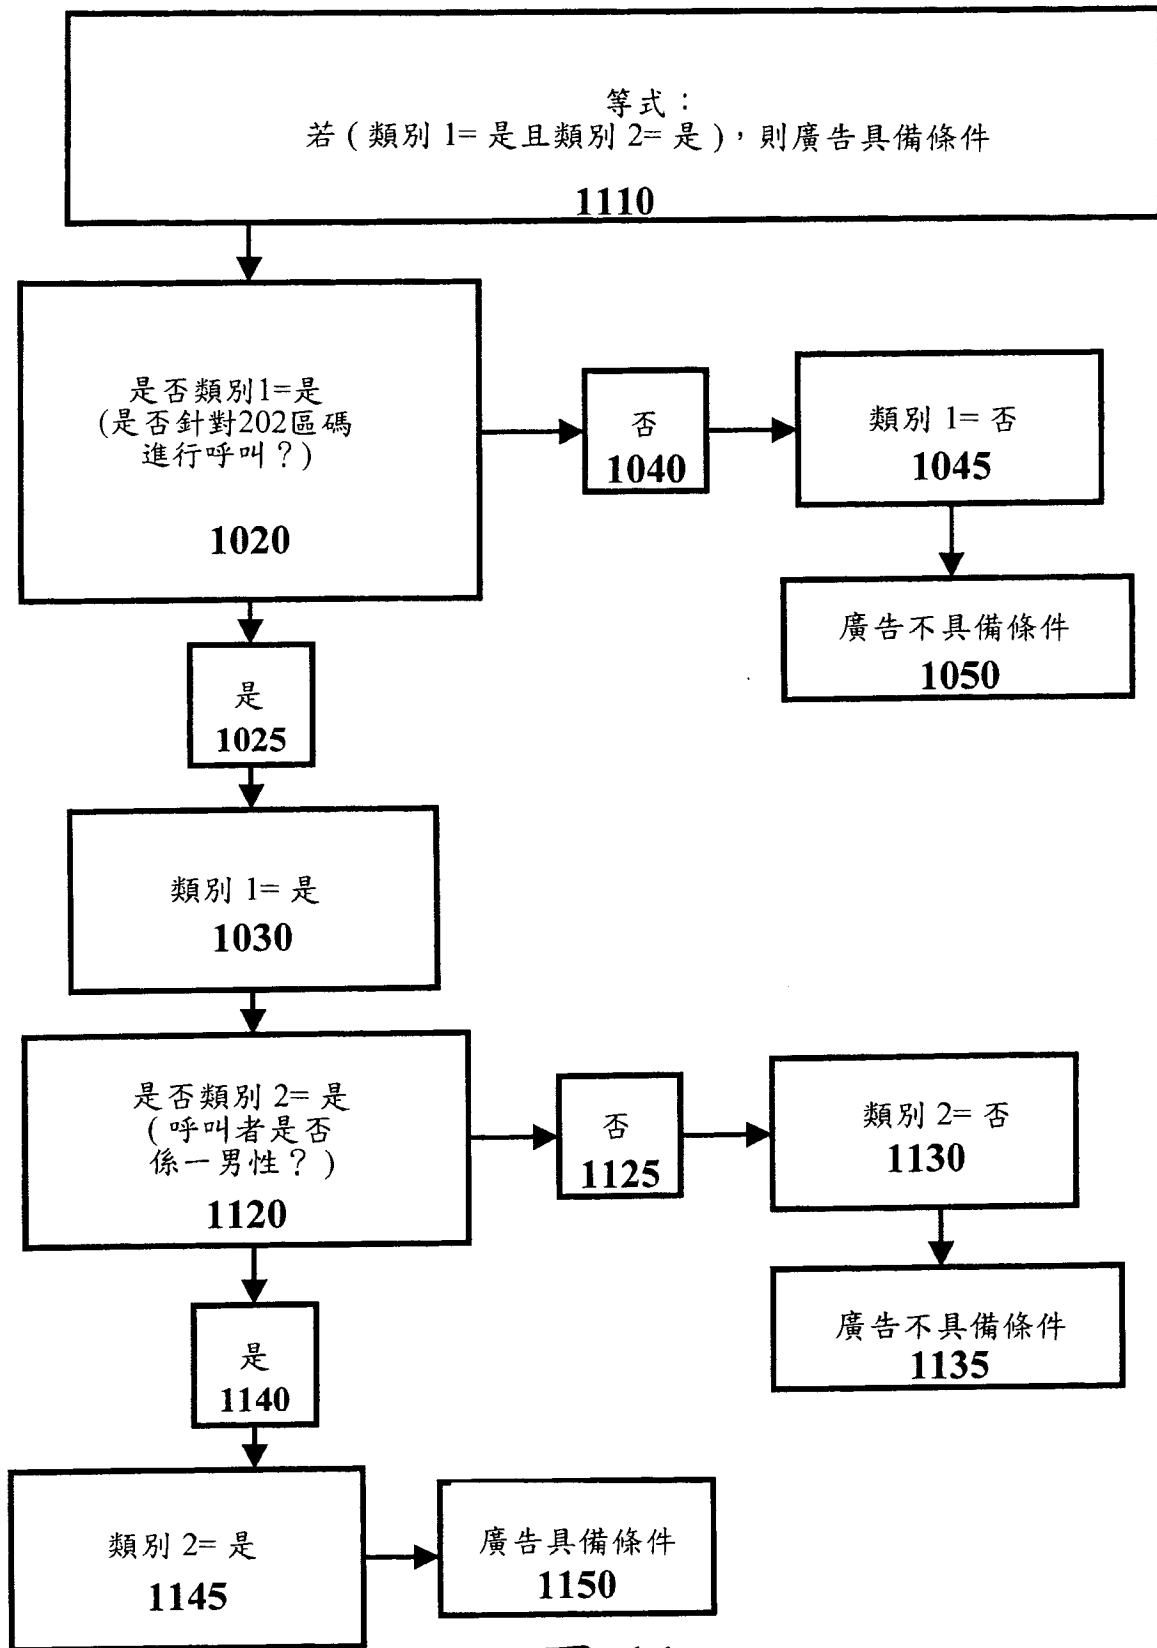 等式：
若 ( 類別 1= 是且類別 2= 是 )，則廣告具備條件
1110
是否類別1=是
(是否針對202區碼
進行呼叫？)
1020
否
1040
類別 1= 否
1045
廣告不具備條件
1050
是
1025
類別 1= 是
1030
是否類別 2= 是
( 呼叫者是否
係一男性？ )
1120
否
1125
類別 2= 否
1130
廣告不具備條件
1135
是
1140
類別 2= 是
1145
廣告具備條件
1150